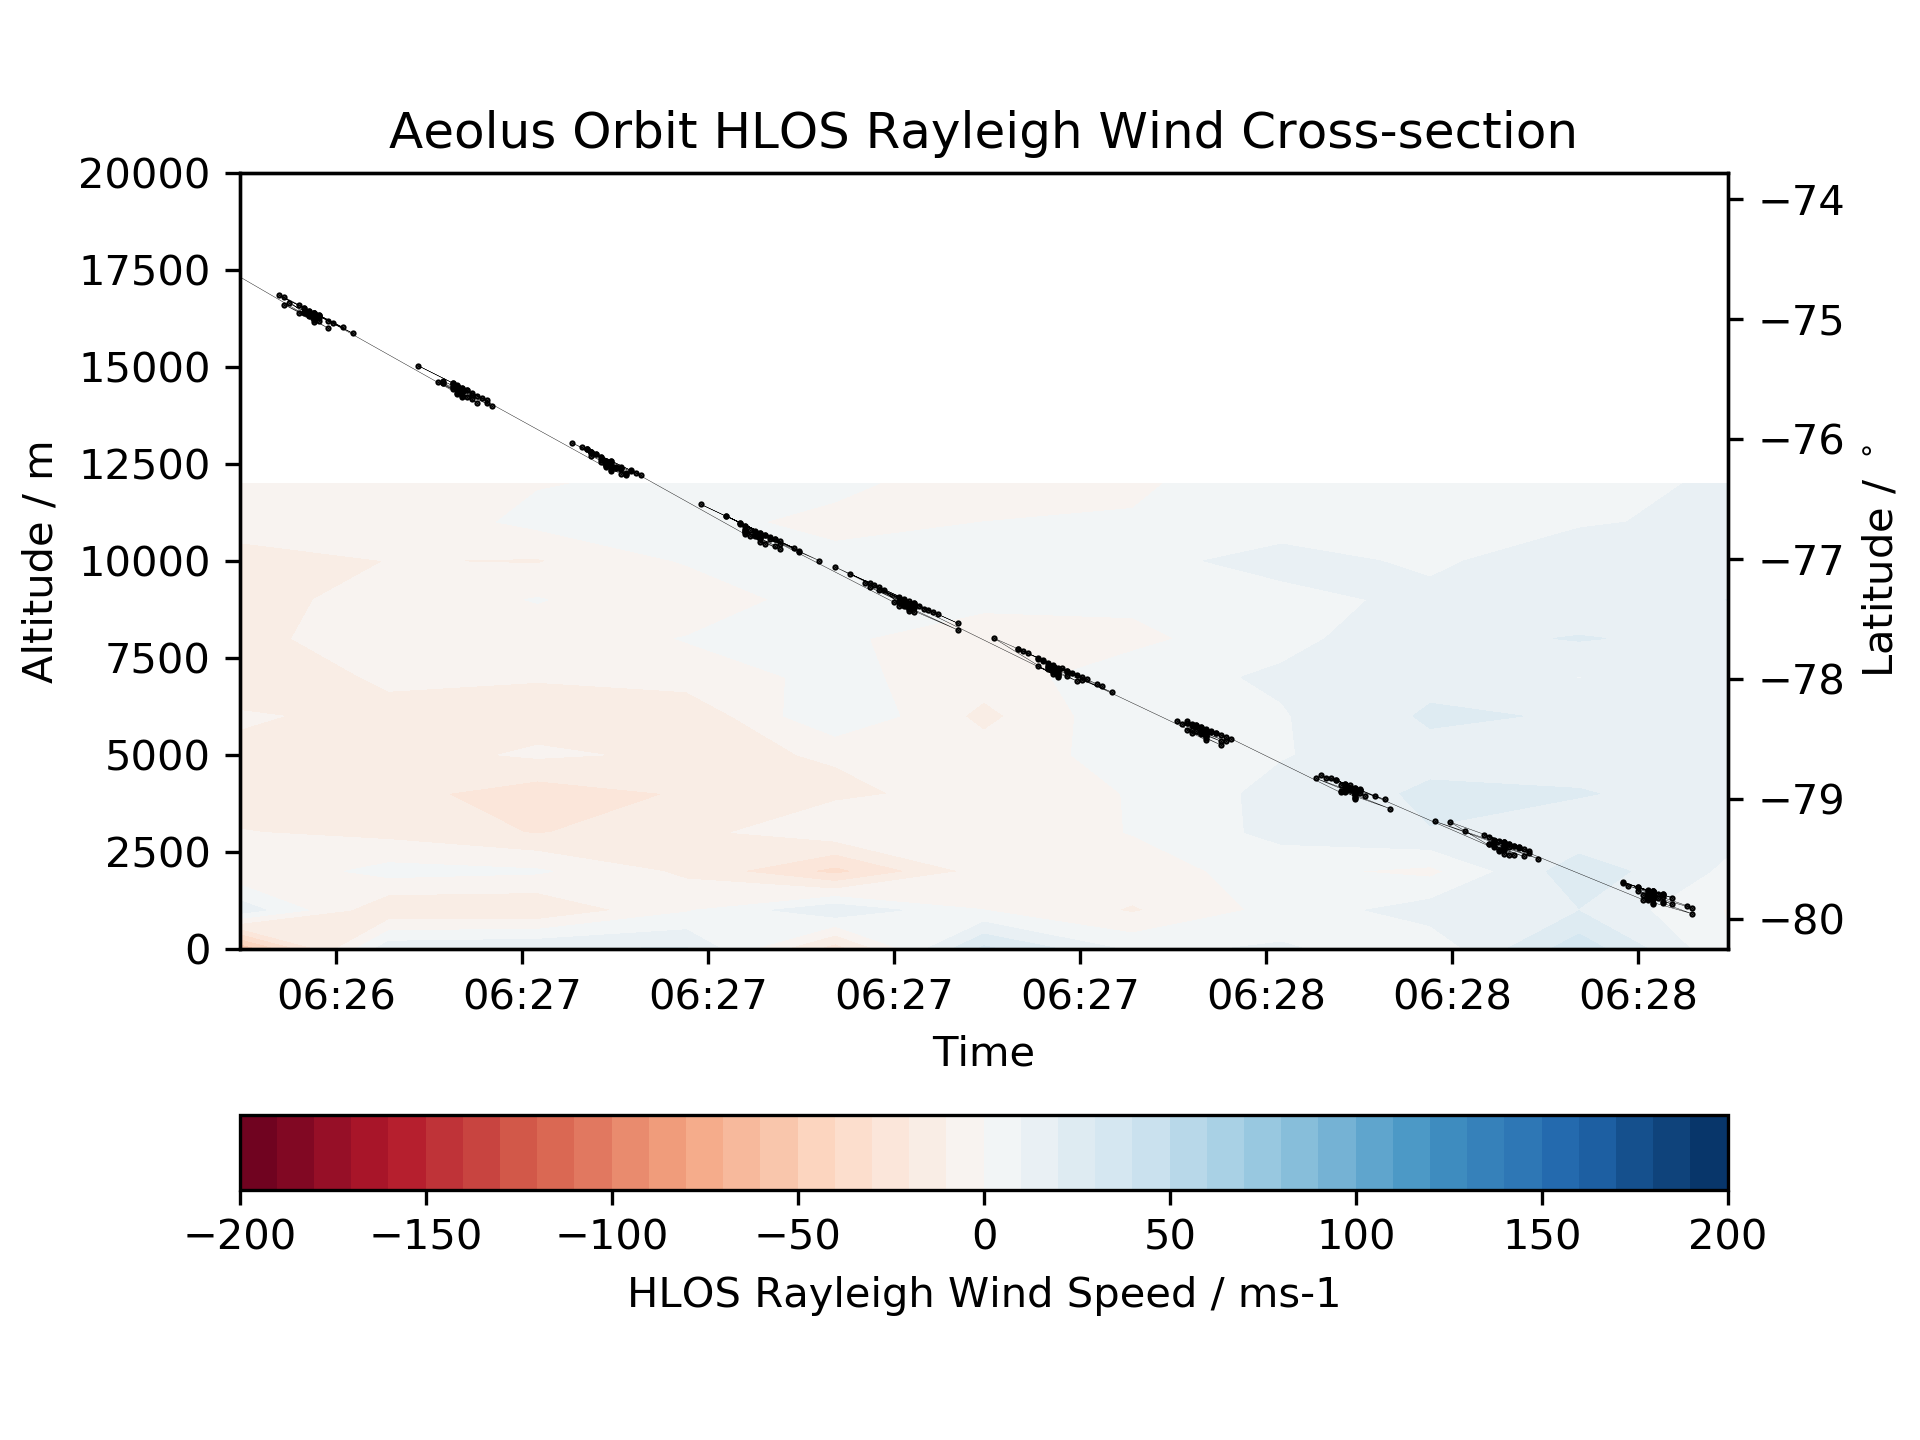 Aeolus Orbit HLOS Rayleigh Wind Cross-section
20000
17500
15000
12500
10000
7500
5000
2500
0
Altitude / m
−74
−75
−76
−77
−78
−79
−80
Latitude / °
06:26 06:27 06:27 06:27 06:27 06:28 06:28 06:28
Time
−200 −150 −100 −50 0 50 100 150 200
HLOS Rayleigh Wind Speed / ms-1